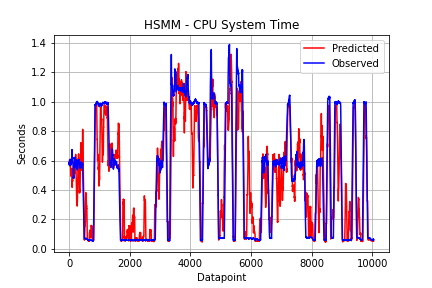 HSMM - CPU System Time
Predicted
Observed
1.4
1.2
1.0
0.8
0.6
0.4
0.2
0.0
Seconds
0 2000 4000 6000 8000 10000
Datapoint